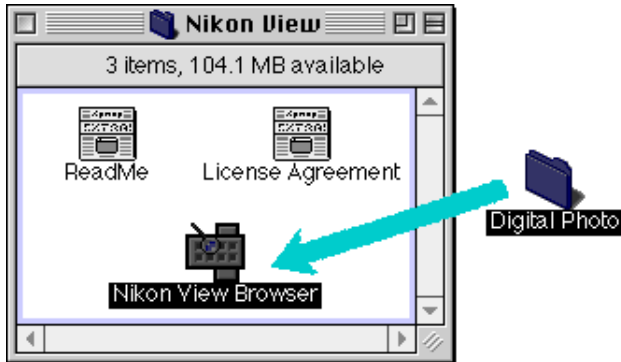 Nikon View
3 items, 104.1 MB available
ReadMe
License Agreement
Digital Photo
Nikon View Browser